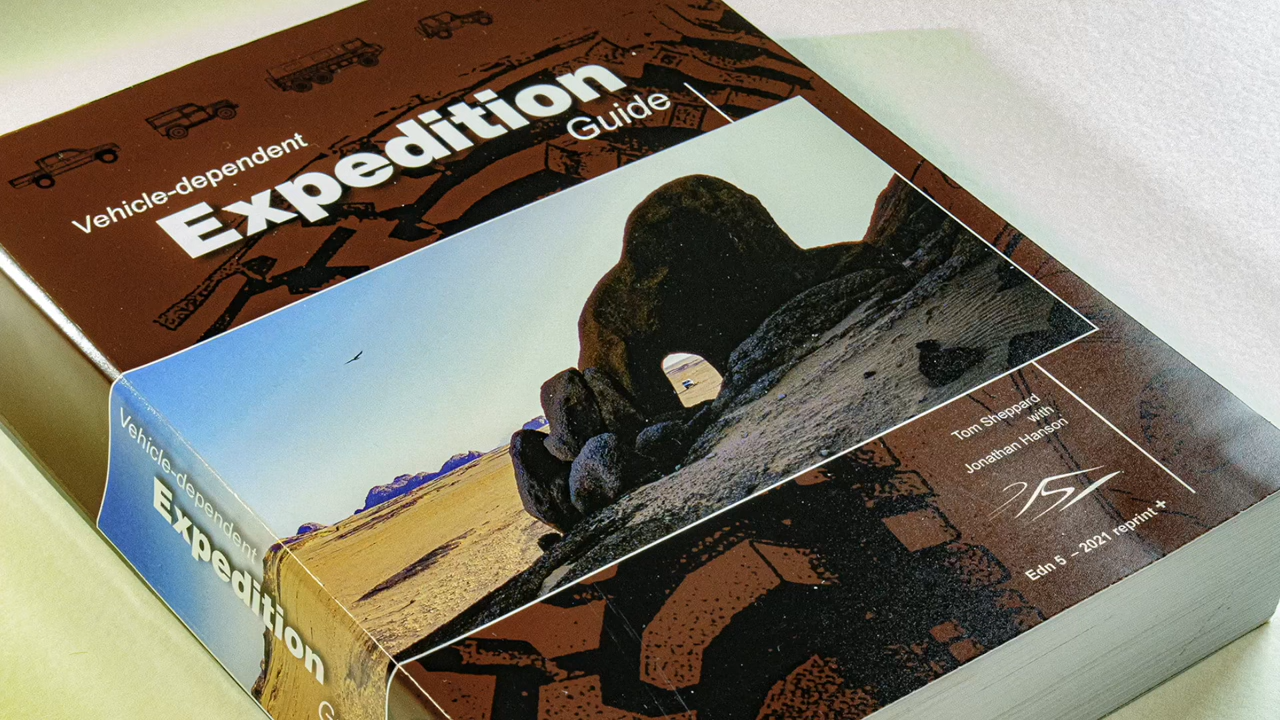 Vehicle-dependent
Expedition
Guide
Tom Sheppard
with
Jonathan Hanson
Edn 5 – 2021 reprint +
Vehicle-dependent
Expedition
G